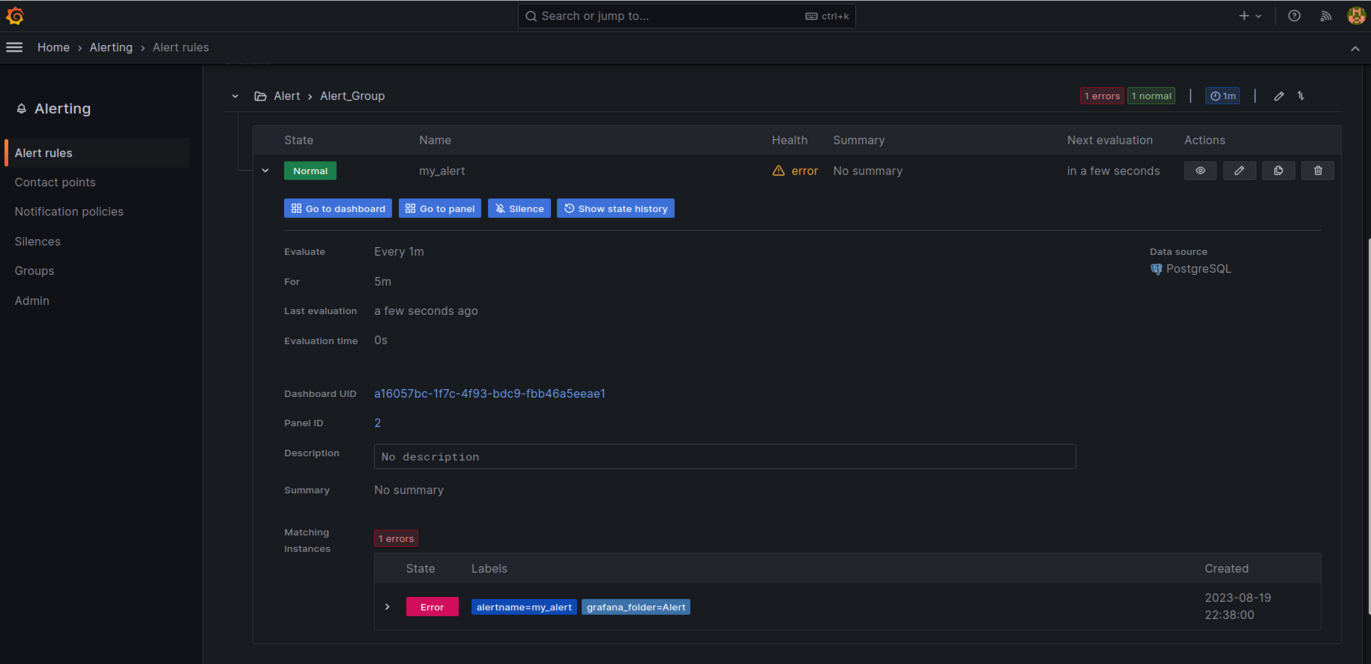 Search or jump to... ctrl+k
Home › Alerting › Alert rules
Alerting
Alert rules
Contact points
Notification policies
Silences
Groups
Admin
Alert › Alert_Group 1 errors 1 normal | 1m |
State Name Health Summary Next evaluation Actions
Normal my_alert error No summary in a few seconds
Go to dashboard Go to panel Silence Show state history
Evaluate Every 1m
For 5m
Last evaluation a few seconds ago
Evaluation time 0s
Data source
PostgreSQL
Dashboard UID a16057bc-1f7c-4f93-bdc9-fbb46a5eeae1
Panel ID 2
Description No description
Summary No summary
Matching
instances
1 errors
State Labels Created
Error alertname=my_alert grafana_folder=Alert 2023-08-19
22:38:00